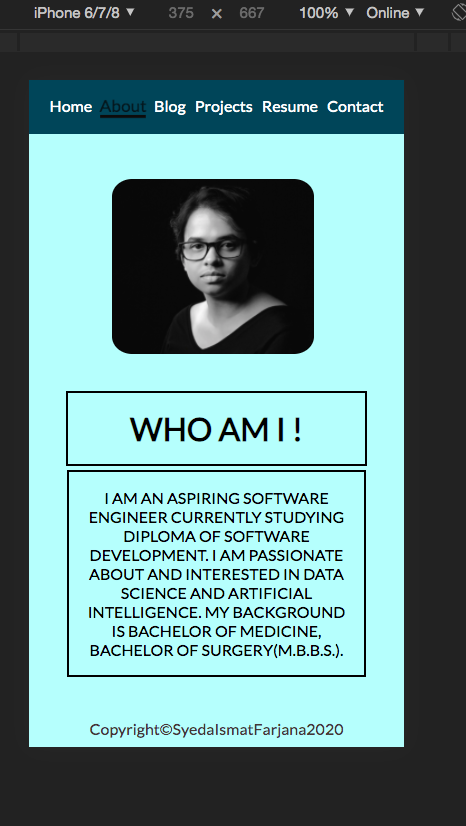 iPhone 6/7/8 ▼ 375 × 667 100% ▼ Online ▼
Home About Blog Projects Resume Contact
WHO AM I !
I AM AN ASPIRING SOFTWARE
ENGINEER CURRENTLY STUDYING
DIPLOMA OF SOFTWARE
DEVELOPMENT. I AM PASSIONATE
ABOUT AND INTERESTED IN DATA
SCIENCE AND ARTIFICIAL
INTELLIGENCE. MY BACKGROUND
IS BACHELOR OF MEDICINE,
BACHELOR OF SURGERY(M.B.B.S.).
Copyright©SyedaIsmatFarjana2020